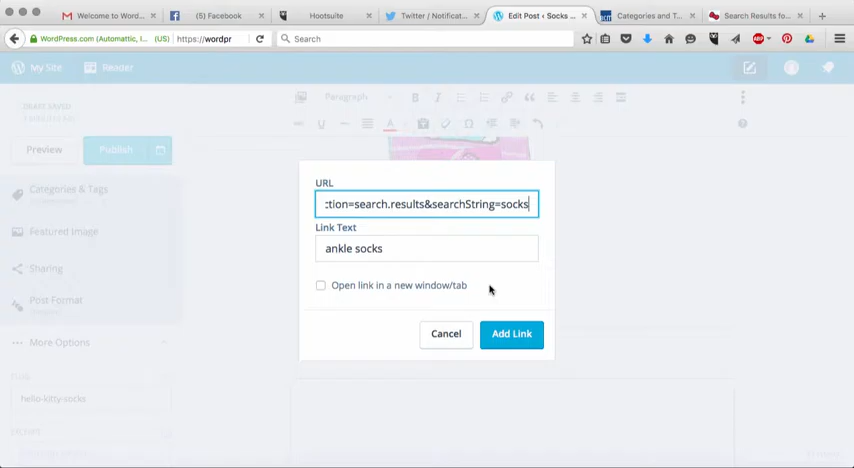 Welcome to Word...
(5) Facebook
Hootsuite
Twitter / Notificat...
Edit Post ‹ Socks ...
Categories and T...
Search Results fo...
WordPress.com (Automattic, I... (US)
https://wordpr
Search
My Site
Reader
DRAFT SAVED
Paragraph
B I
U
A
Preview
Publish
Categories & Tags
Featured Image
Sharing
Post Format
More Options
hello-kitty-socks
URL
:tion=search.results&searchString=socks
Link Text
ankle socks
Open link in a new window/tab
Cancel
Add Link